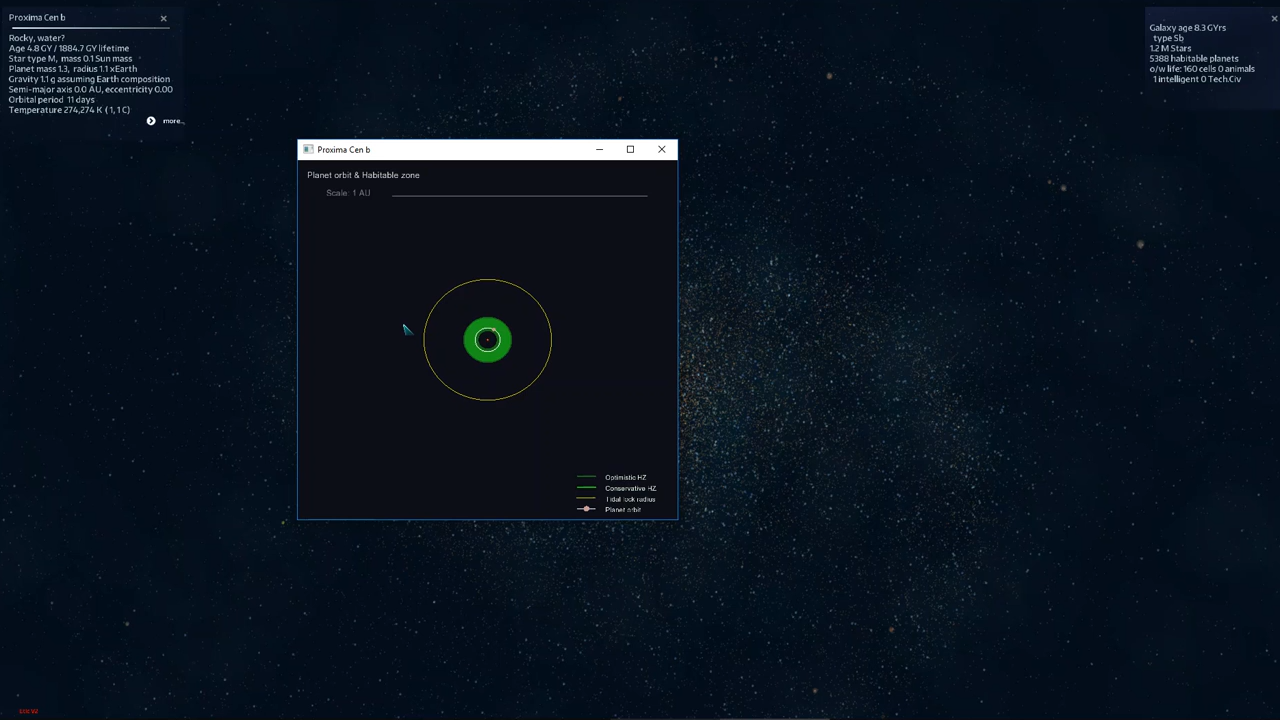 Proxima Cen b
Rocky, water?
Age 4.8 GY / 1884.7 GY lifetime
Star type M, mass 0.1 Sun mass
Planet mass 1.3, radius 1.1 xEarth
Gravity 1.1 g assuming Earth composition
Semi-major axis 0.0 AU, eccentricity 0.00
Orbital period 11 days
Temperature 274,274 K ( 1, 1 C)
more..
Galaxy age 8.3 GYrs
type Sb
1.2 M Stars
5388 habitable planets
o/w life: 160 cells 0 animals
1 intelligent 0 Tech.Civ
Proxima Cen b
Planet orbit & Habitable zone
Scale: 1 AU
Optimistic HZ
Conservative HZ
Tidal lock radius
Planet orbit